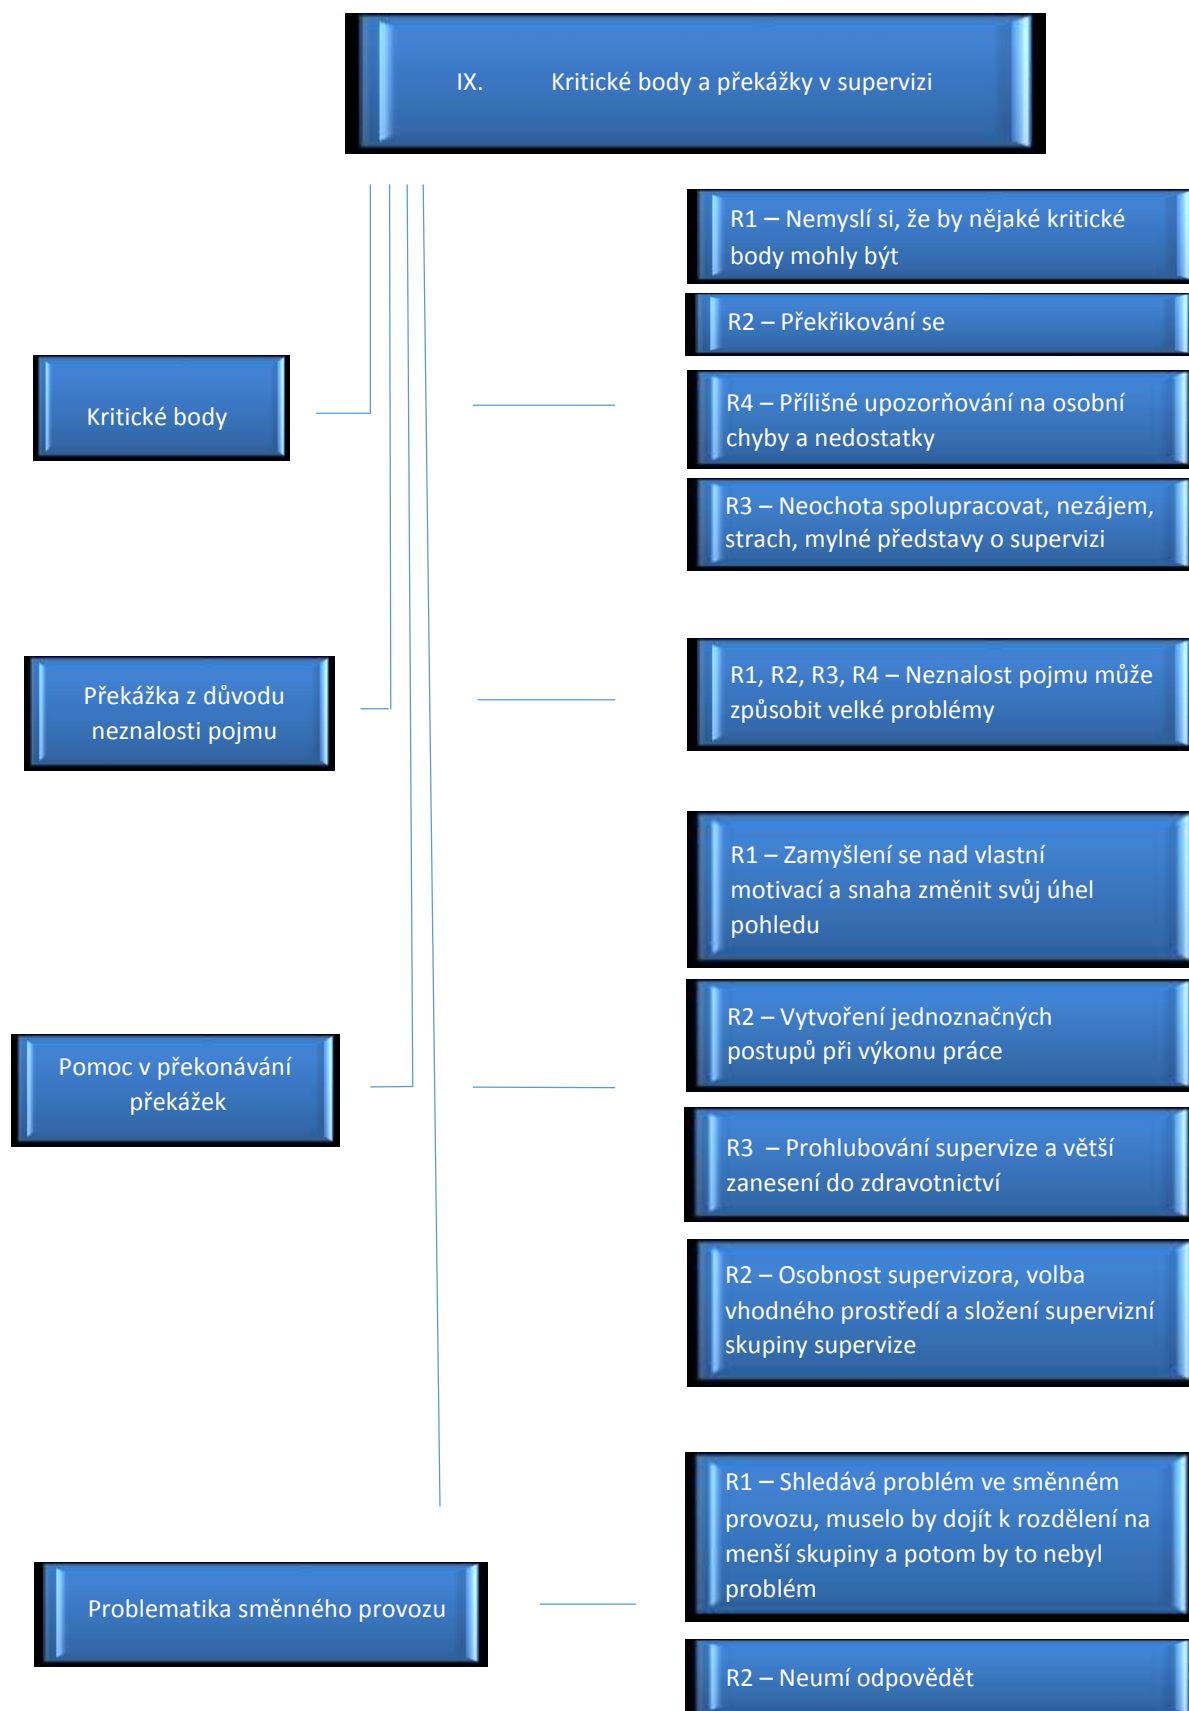 IX. Kritické body a překážky v supervizi
Kritické body
R1 – Nemyslí si, že by nějaké kritické
body mohly být
R2 – Překřikování se
R4 – Přílišné upozorňování na osobní
chyby a nedostatky
R3 – Neochota spolupracovat, nezájem,
strach, mylné představy o supervizi
Překážka z důvodu
neznalosti pojmu
R1, R2, R3, R4 – Neznalost pojmu může
způsobit velké problémy
Pomoc v překonávání
překážek
R1 – Zamyšlení se nad vlastní
motivací a snaha změnit svůj úhel
pohledu
R2 – Vytvoření jednoznačných
postupů při výkonu práce
R3 – Prohlubování supervize a větší
zanesení do zdravotnictví
R2 – Osobnost supervizora, volba
vhodného prostředí a složení supervizní
skupiny supervize
Problematika směnného provozu
R1 – Shledává problém ve směnném
provozu, muselo by dojít k rozdělení na
menší skupiny a potom by to nebyl
problém
R2 – Neumí odpovědět